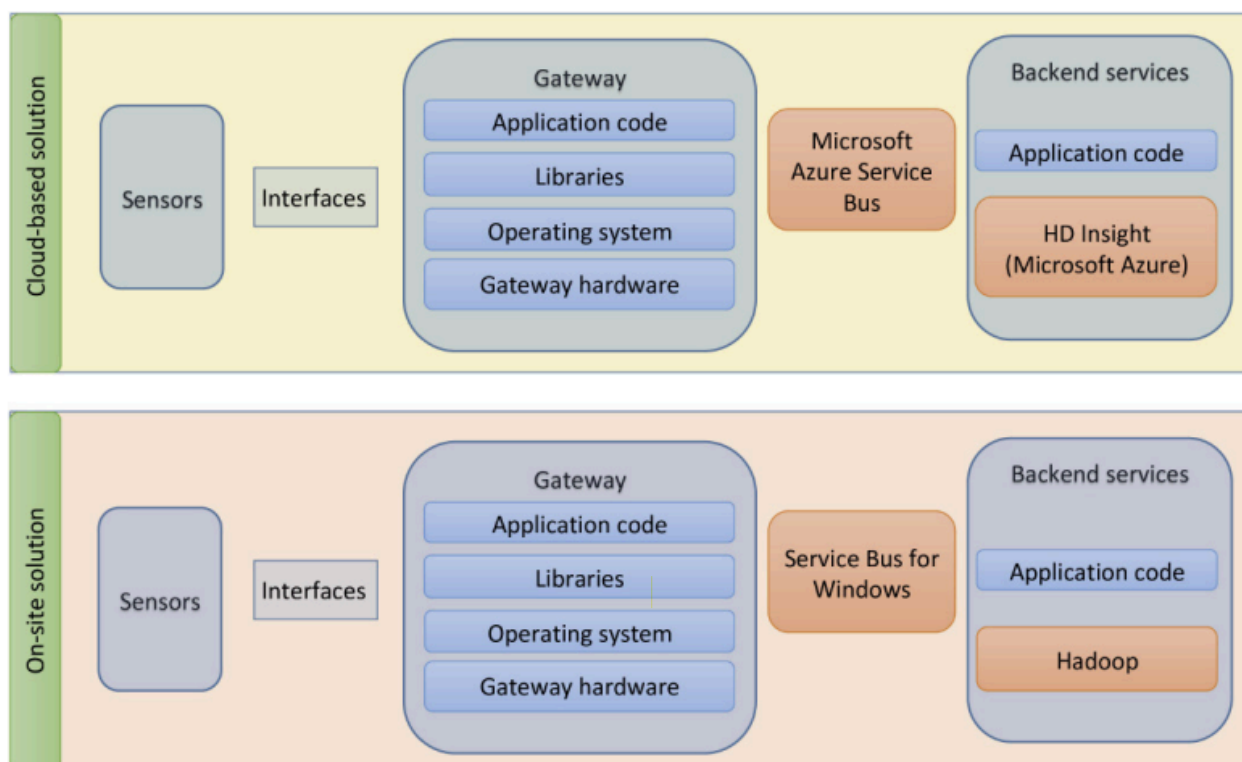 Cloud-based solution
Sensors
Interfaces
Gateway
Application code
Libraries
Operating system
Gateway hardware
Microsoft
Azure Service
Bus
Backend services
Application code
HD Insight
(Microsoft Azure)
On-site solution
Sensors
Interfaces
Gateway
Application code
Libraries
Operating system
Gateway hardware
Service Bus for
Windows
Backend services
Application code
Hadoop